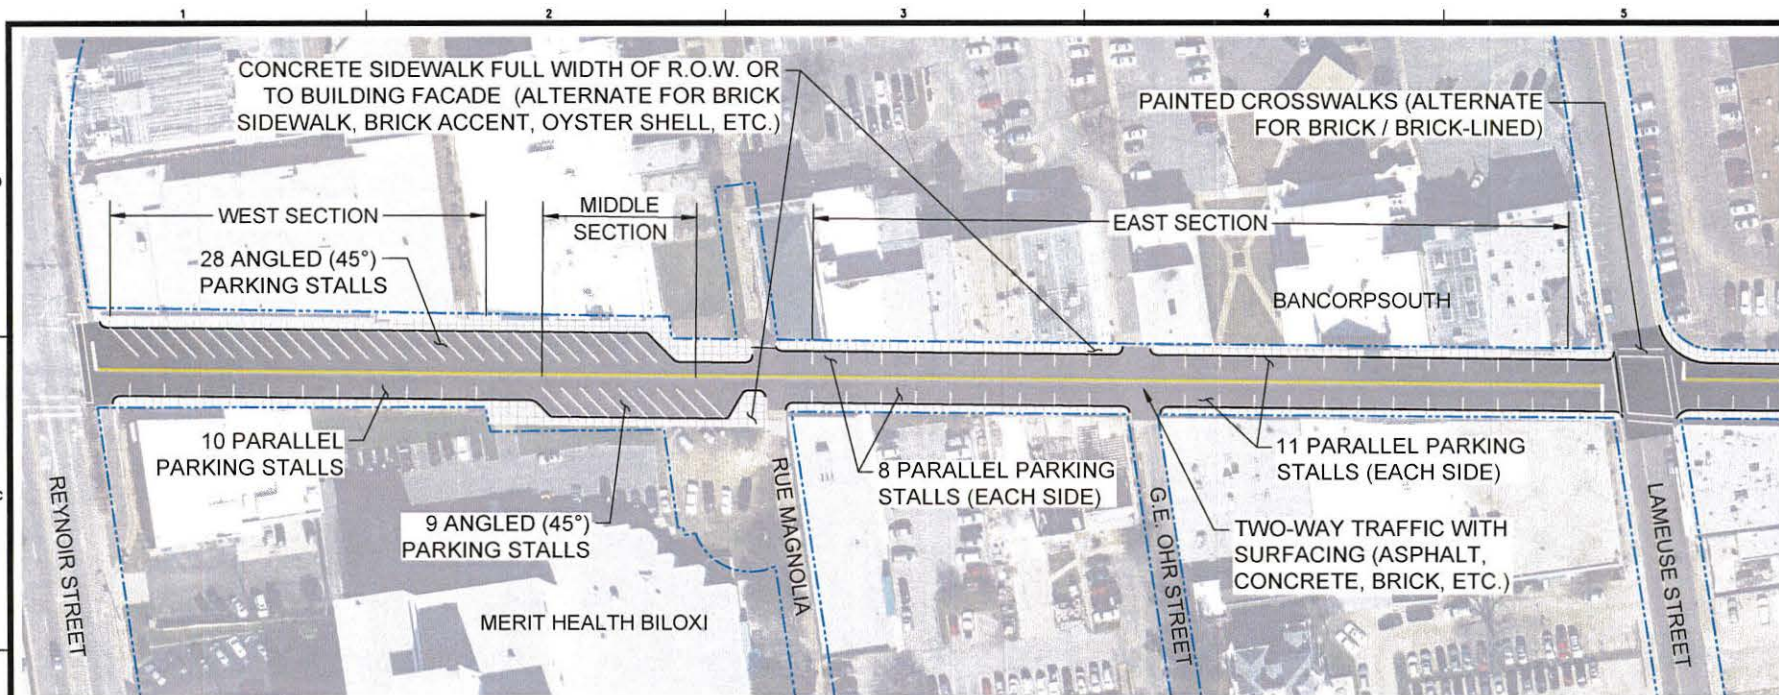 1 2 3 4 5
CONCRETE SIDEWALK FULL WIDTH OF R.O.W. OR
TO BUILDING FACADE (ALTERNATE FOR BRICK
SIDEWALK, BRICK ACCENT, OYSTER SHELL, ETC.)
PAINTED CROSSWALKS (ALTERNATE
FOR BRICK / BRICK-LINED)
WEST SECTION
MIDDLE
SECTION
EAST SECTION
28 ANGLED (45°)
PARKING STALLS
BANCORPSOUTH
10 PARALLEL
PARKING STALLS
9 ANGLED (45°)
PARKING STALLS
8 PARALLEL PARKING
STALLS (EACH SIDE)
11 PARALLEL PARKING
STALLS (EACH SIDE)
TWO-WAY TRAFFIC WITH
SURFACING (ASPHALT,
CONCRETE, BRICK, ETC.)
REYNOIR STREET
MERIT HEALTH BILOXI
RUE MAGNOLIA
G.E. OHR STREET
LAMEUSE STREET